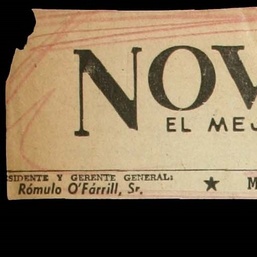 NOV
EL MEJ
SIDENTE Y GERENTE GENERAL:
Rómulo O'Fárrill, Sr. ★ M